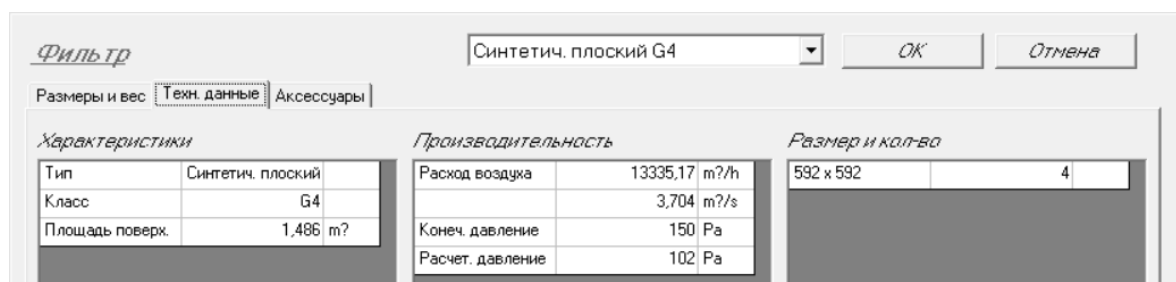 Фильтр Синтетич. плоский G4 OK Отмена
Размеры и вес Техн. данные Аксессуары
Характеристики Производительность Размер и кол-во
Тип Синтетич. плоский Расход воздуха 13335,17 m?/h 592 x 592 4
Класс G4 3,704 m?/s
Площадь поверх. 1,486 m? Конеч. давление 150 Pa
Расчет. давление 102 Pa